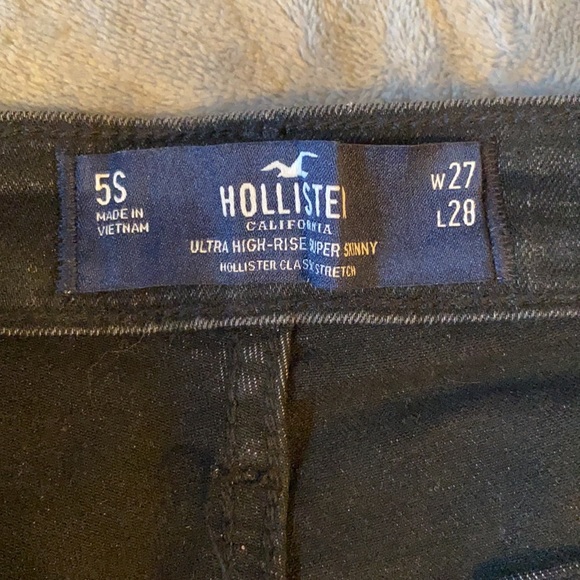 5S
MADE IN
VIETNAM
HOLLISTER
CALIFORNIA
ULTRA HIGH-RISE SUPER SKINNY
HOLLISTER CLASSIC STRETCH
W27
L28